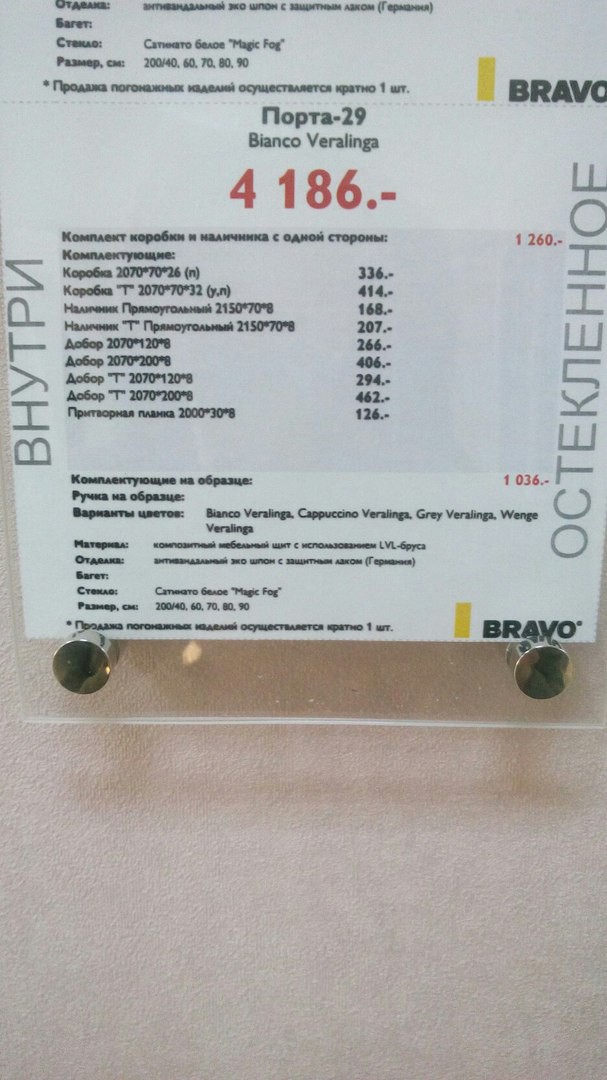 Отделка: антивандальный эко шпон с защитным лаком (Германия)
Багет:
Стекло: Сатинато белое "Magic Fog"
Размер, см: 200/40, 60, 70, 80, 90
* Продажа погонажных изделий осуществляется кратно 1 шт.
BRAVO
Порта-29
Bianco Veralinga
4 186.-
Комплект коробки и наличника с одной стороны: 1 260.-
Комплектующие:
Коробка 2070*70*26 (п) 336.-
Коробка "Т" 2070*70*32 (у,п) 414.-
Наличник Прямоугольный 2150*70*8 168.-
Наличник "Т" Прямоугольный 2150*70*8 207.-
Добор 2070*120*8 266.-
Добор 2070*200*8 406.-
Добор "Т" 2070*120*8 294.-
Добор "Т" 2070*200*8 462.-
Притворная планка 2000*30*8 126.-
Комплектующие на образце: 1 036.-
Ручка на образце:
Варианты цветов: Bianco Veralinga, Cappuccino Veralinga, Grey Veralinga, Wenge
Veralinga
Материал: композитный мебельный щит с использованием LVL-бруса
Отделка: антивандальный эко шпон с защитным лаком (Германия)
Багет:
Стекло: Сатинато белое "Magic Fog"
Размер, см: 200/40, 60, 70, 80, 90
* Продажа погонажных изделий осуществляется кратно 1 шт.
BRAVO
ВНУТРИ
ОСТЕКЛЕННОЕ